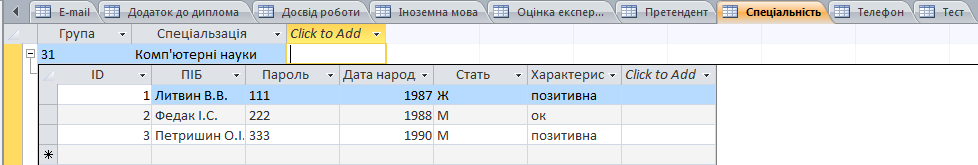 E-mail Додаток до диплома Досвід роботи Іноземна мова Оцінка експер... Претендент Спеціальність Телефон Тест
Група Спеціальзація Click to Add
31 Комп'ютерні науки
ID ПІБ Пароль Дата народ Стать Характерис Click to Add
1 Литвин В.В. 111 1987 Ж позитивна
2 Федак І.С. 222 1988 М ок
3 Петришин О.І. 333 1990 М позитивна